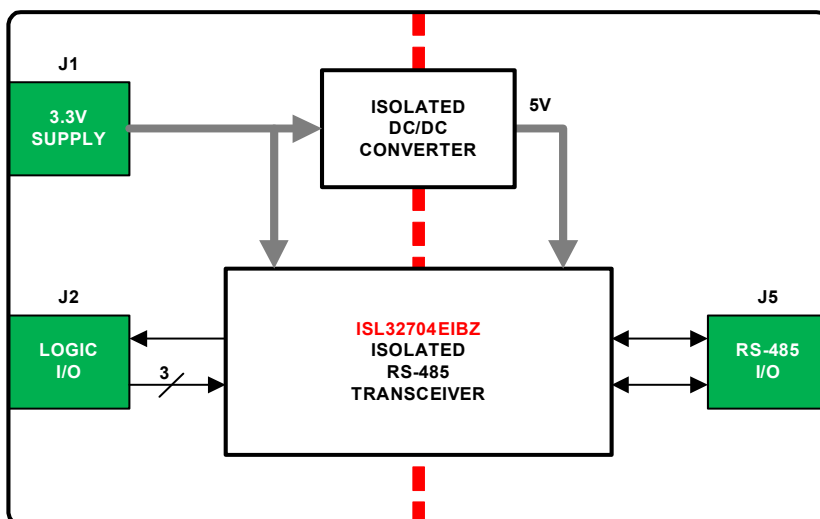 J1
3.3V
SUPPLY
ISOLATED
DC/DC
CONVERTER
5V
J2
LOGIC
I/O
3
ISL32704EIBZ
ISOLATED
RS-485
TRANSCEIVER
J5
RS-485
I/O